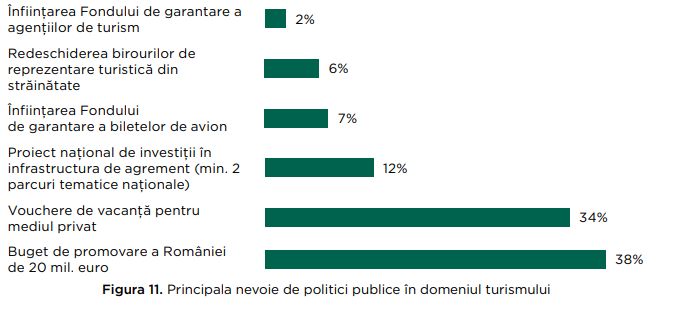 Înființarea Fondului de garantare a
agențiilor de turism
2%
Redeschiderea birourilor de
reprezentare turistică din
străinătate
6%
Înființarea Fondului
de garantare a biletelor de avion
7%
Proiect național de investiții în
infrastructura de agrement (min. 2
parcuri tematice naționale)
12%
Vouchere de vacanță pentru
mediul privat
34%
Buget de promovare a României
de 20 mil. euro
38%
Figura 11. Principala nevoie de politici publice în domeniul turismului